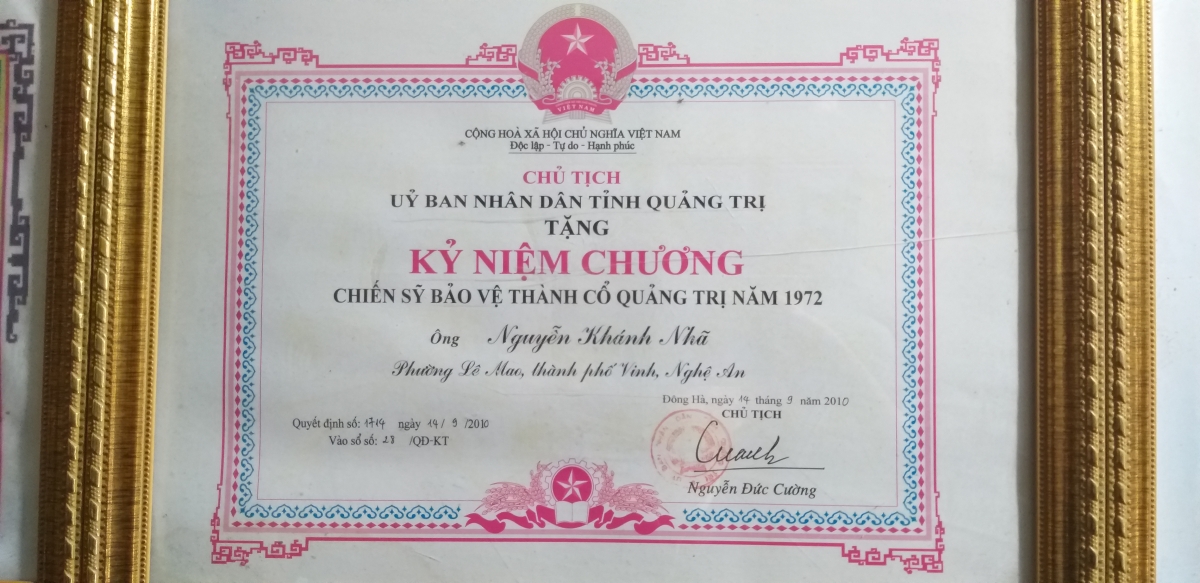 VIỆT NAM
CỘNG HOÀ XÃ HỘI CHỦ NGHĨA VIỆT NAM
Độc lập - Tự do - Hạnh phúc
CHỦ TỊCH
UỶ BAN NHÂN DÂN TỈNH QUẢNG TRỊ
TẶNG
KỶ NIỆM CHƯƠNG
CHIẾN SỸ BẢO VỆ THÀNH CỔ QUẢNG TRỊ NĂM 1972
Ông Nguyễn Khánh Nhã
Phường Lê Mao, thành phố Vinh, Nghệ An
Đông Hà, ngày 14 tháng 9 năm 2010
CHỦ TỊCH
Quyết định số: 1714 ngày 14/9/2010
Vào sổ số: 28 /QĐ-KT
Nguyễn Đức Cường